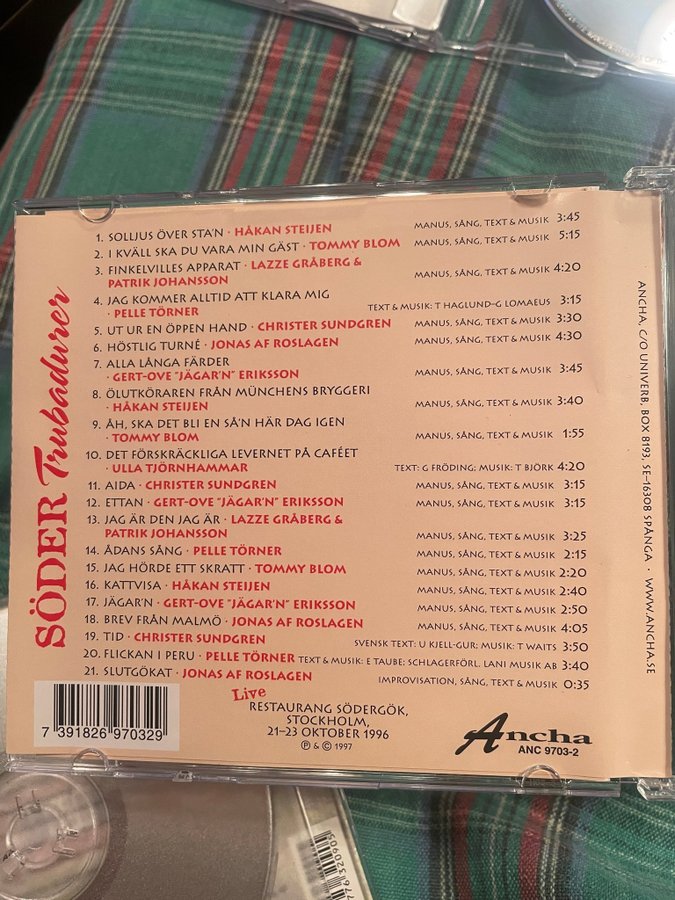 SÖDER Trubadurer
1. SOLLJUS ÖVER STA'N · HÅKAN STEIJEN MANUS, SÅNG, TEXT & MUSIK 3:45
2. I KVÄLL SKA DU VARA MIN GÄST · TOMMY BLOM MANUS, SÅNG, TEXT & MUSIK 5:15
3. FINKELVILLES APPARAT · LAZZE GRÅBERG &
PATRIK JOHANSSON MANUS, SÅNG, TEXT & MUSIK 4:20
4. JAG KOMMER ALLTID ATT KLARA MIG
· PELLE TÖRNER TEXT & MUSIK: T HAGLUND–G LOMAEUS 3:15
5. UT UR EN ÖPPEN HAND · CHRISTER SUNDGREN MANUS, SÅNG, TEXT & MUSIK 3:30
6. HÖSTLIG TURNÉ · JONAS AF ROSLAGEN MANUS, SÅNG, TEXT & MUSIK 4:30
7. ALLA LÅNGA FÄRDER
· GERT-OVE "JÄGAR'N" ERIKSSON MANUS, SÅNG, TEXT & MUSIK 3:45
8. ÖLUTKÖRAREN FRÅN MÜNCHENS BRYGGERI
· HÅKAN STEIJEN MANUS, SÅNG, TEXT & MUSIK 3:40
9. ÅH, SKA DET BLI EN SÅ'N HÄR DAG IGEN
· TOMMY BLOM MANUS, SÅNG, TEXT & MUSIK 1:55
10. DET FÖRSKRÄCKLIGA LEVERNET PÅ CAFÉET
· ULLA TJÖRNHAMMAR TEXT: G FRÖDING; MUSIK: T BJÖRK 4:20
11. AIDA · CHRISTER SUNDGREN MANUS, SÅNG, TEXT & MUSIK 3:15
12. ETTAN · GERT-OVE "JÄGAR'N" ERIKSSON MANUS, SÅNG, TEXT & MUSIK 3:15
13. JAG ÄR DEN JAG ÄR · LAZZE GRÅBERG &
PATRIK JOHANSSON MANUS, SÅNG, TEXT & MUSIK 3:25
14. ÅDANS SÅNG · PELLE TÖRNER MANUS, SÅNG, TEXT & MUSIK 2:15
15. JAG HÖRDE ETT SKRATT · TOMMY BLOM MANUS, SÅNG, TEXT & MUSIK 2:20
16. KATTVISA · HÅKAN STEIJEN MANUS, SÅNG, TEXT & MUSIK 2:40
17. JÄGAR'N · GERT-OVE "JÄGAR'N" ERIKSSON MANUS, SÅNG, TEXT & MUSIK 2:50
18. BREV FRÅN MALMÖ · JONAS AF ROSLAGEN MANUS, SÅNG, TEXT & MUSIK 4:05
19. TID · CHRISTER SUNDGREN SVENSK TEXT: U KJELL-GUR; MUSIK: T WAITS 3:50
20. FLICKAN I PERU · PELLE TÖRNER TEXT & MUSIK: E TAUBE; SCHLAGERFÖRL. LANI MUSIK AB 3:40
21. SLUTGÖKAT · JONAS AF ROSLAGEN IMPROVISATION, SÅNG, TEXT & MUSIK 0:35
Live
RESTAURANG SÖDERGÖK,
STOCKHOLM,
21–23 OKTOBER 1996
℗ & © 1997
7 391826 970329
Ancha
ANC 9703-2
ANCHA, C/O UNIVERB, BOX 8193, SE–16308 SPÅNGA · WWW.ANCHA.SE
776320905